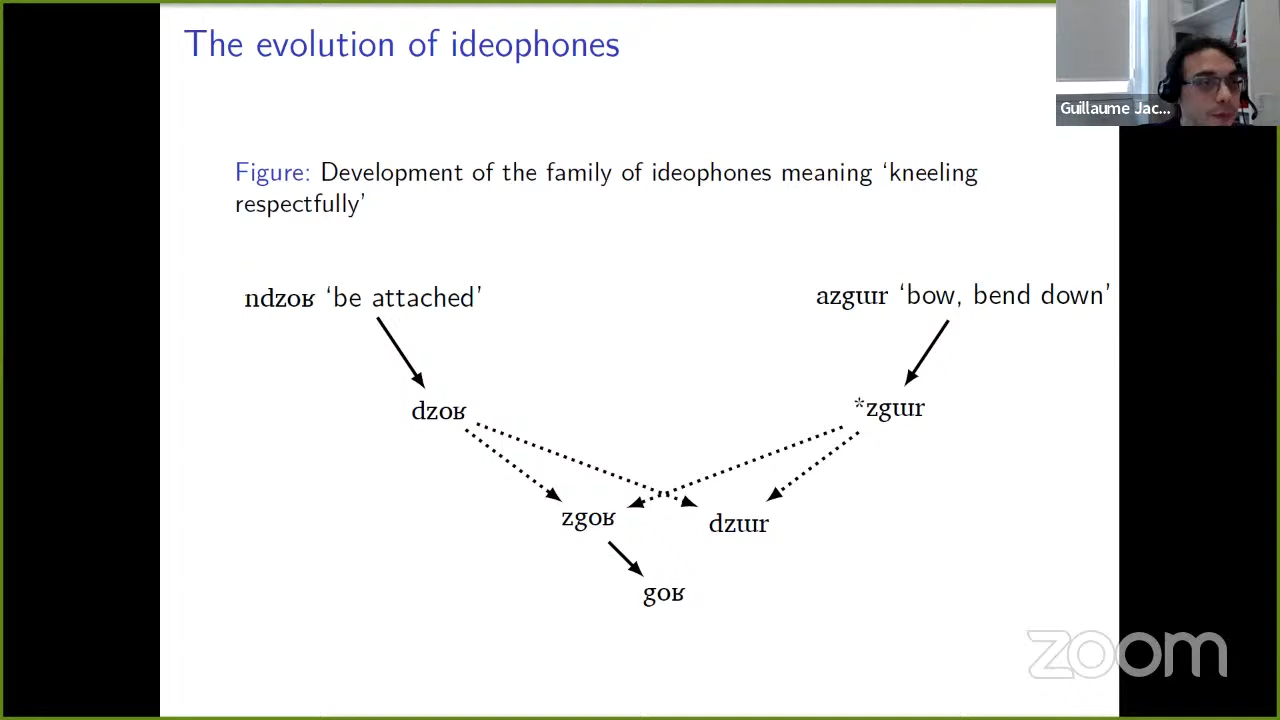 The evolution of ideophones
Guillaume Jac...
Figure: Development of the family of ideophones meaning ‘kneeling
respectfully’
ndzoʁ ‘be attached’
azgɯr ‘bow, bend down’
dzoʁ
*zgɯr
zgoʁ
dzɯr
goʁ
zoom